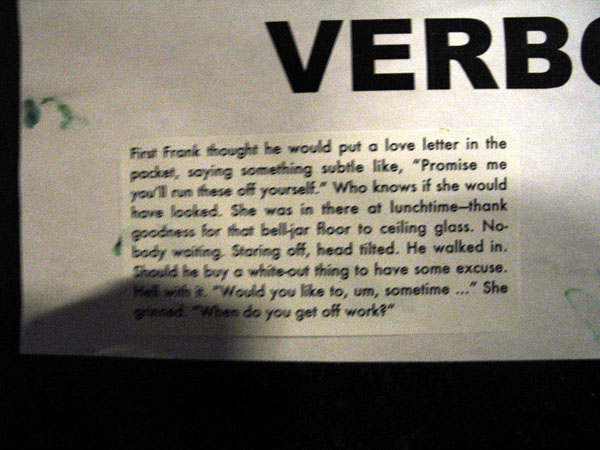 VERBO
First Frank thought he would put a love letter in the
packet, saying something subtle like, "Promise me
you'll run these off yourself." Who knows if she would
have looked. She was in there at lunchtime—thank
goodness for that bell-jar floor to ceiling glass. No-
body waiting. Staring off, head tilted. He walked in.
Should he buy a white-out thing to have some excuse.
Hell with it. "Would you like to, um, sometime ..." She
grinned. "When do you get off work?"